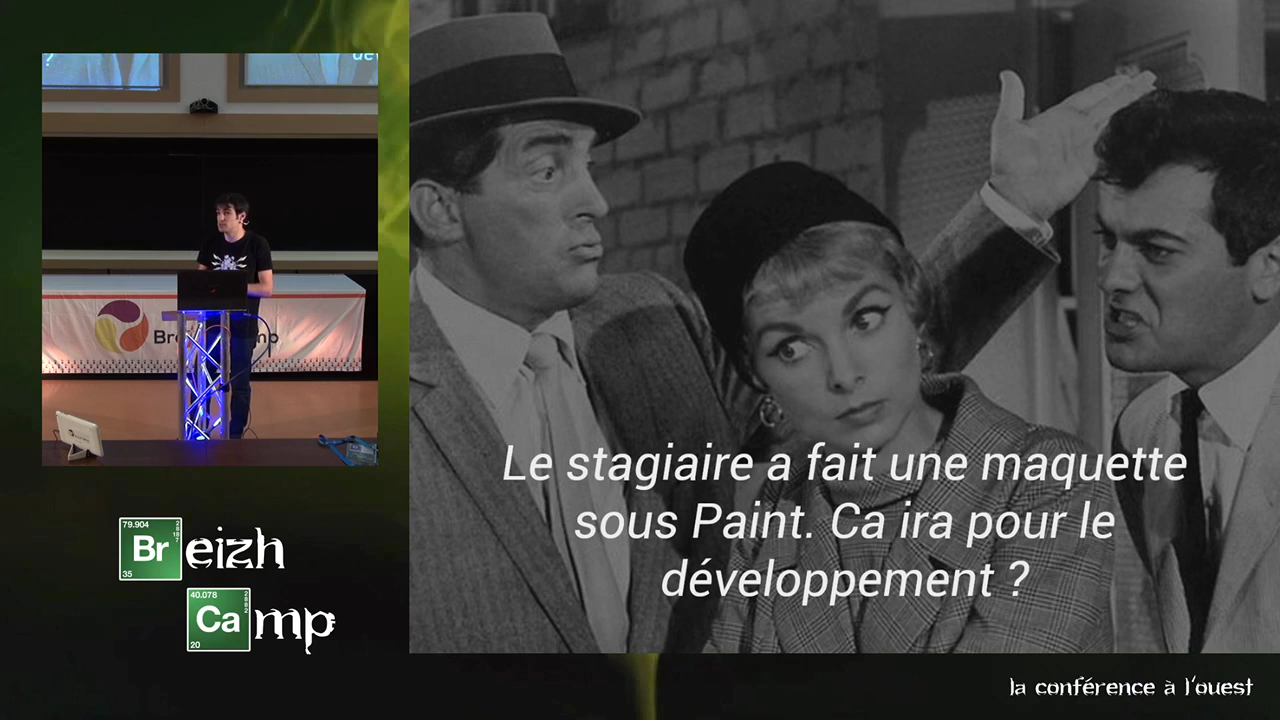 Le stagiaire a fait une maquette
sous Paint. Ca ira pour le
développement ?
79.904
Br
35
eizh
40.078
Ca
20
mp
la conférence à l'ouest